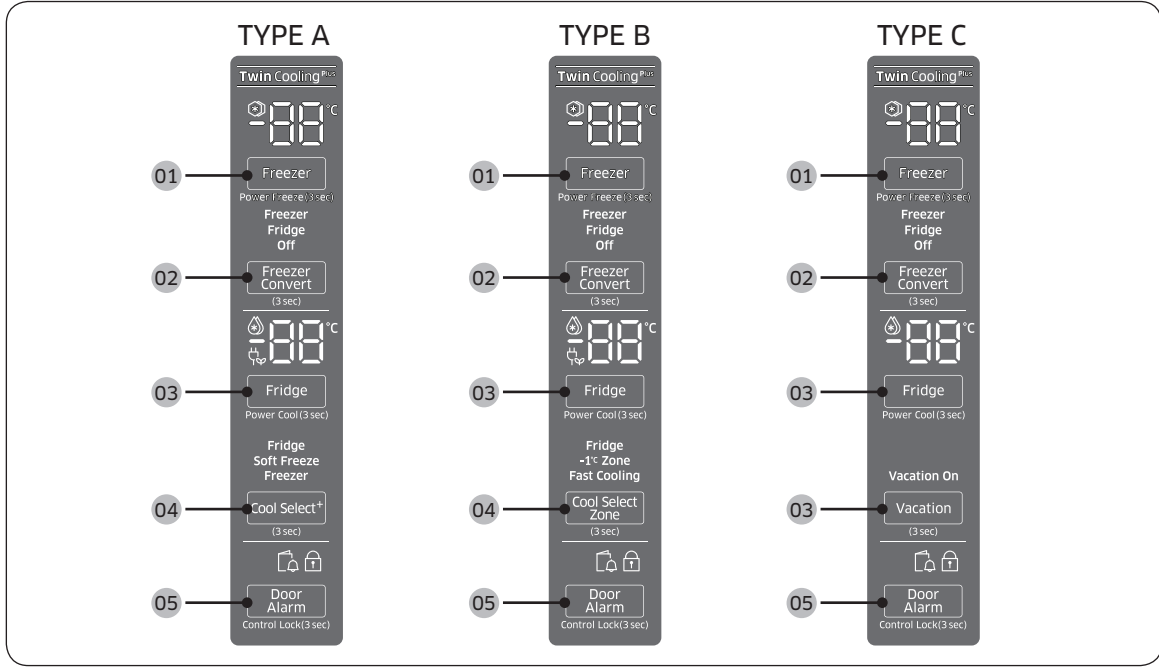 TYPE A
Twin Cooling Plus
-88 °C
01
Freezer
Power Freeze (3 sec)
Freezer
Fridge
Off
02
Freezer
Convert
(3 sec)
-88 °C
03
Fridge
Power Cool (3 sec)
Fridge
Soft Freeze
Freezer
04
Cool Select+
(3 sec)
05
Door
Alarm
Control Lock(3 sec)
TYPE B
Twin Cooling Plus
-88 °C
01
Freezer
Power Freeze (3 sec)
Freezer
Fridge
Off
02
Freezer
Convert
(3 sec)
-88 °C
03
Fridge
Power Cool (3 sec)
Fridge
-1°C Zone
Fast Cooling
04
Cool Select
Zone
(3 sec)
05
Door
Alarm
Control Lock(3 sec)
TYPE C
Twin Cooling Plus
-88 °C
01
Freezer
Power Freeze (3 sec)
Freezer
Fridge
Off
02
Freezer
Convert
(3 sec)
-88 °C
03
Fridge
Power Cool (3 sec)
Vacation On
03
Vacation
(3 sec)
05
Door
Alarm
Control Lock(3 sec)